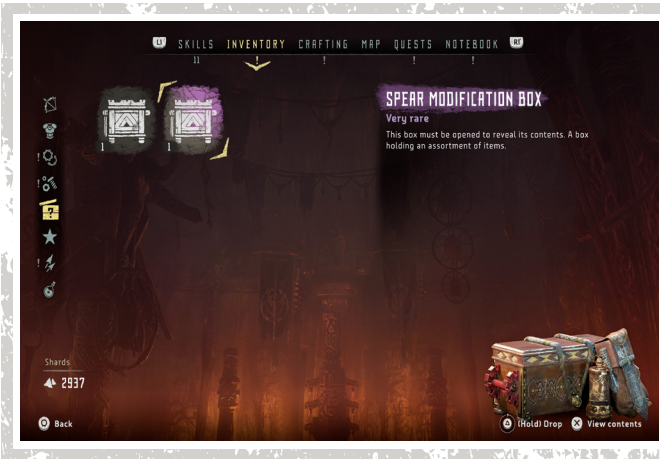 L1 SKILLS INVENTORY CRAFTING MAP QUESTS NOTEBOOK R1
11 ! ! ! !
SPEAR MODIFICATION BOX
Very rare
This box must be opened to reveal its contents. A box
holding an assortment of items.
1 1
!
!
!
Shards
2937
Back
(Hold) Drop View contents